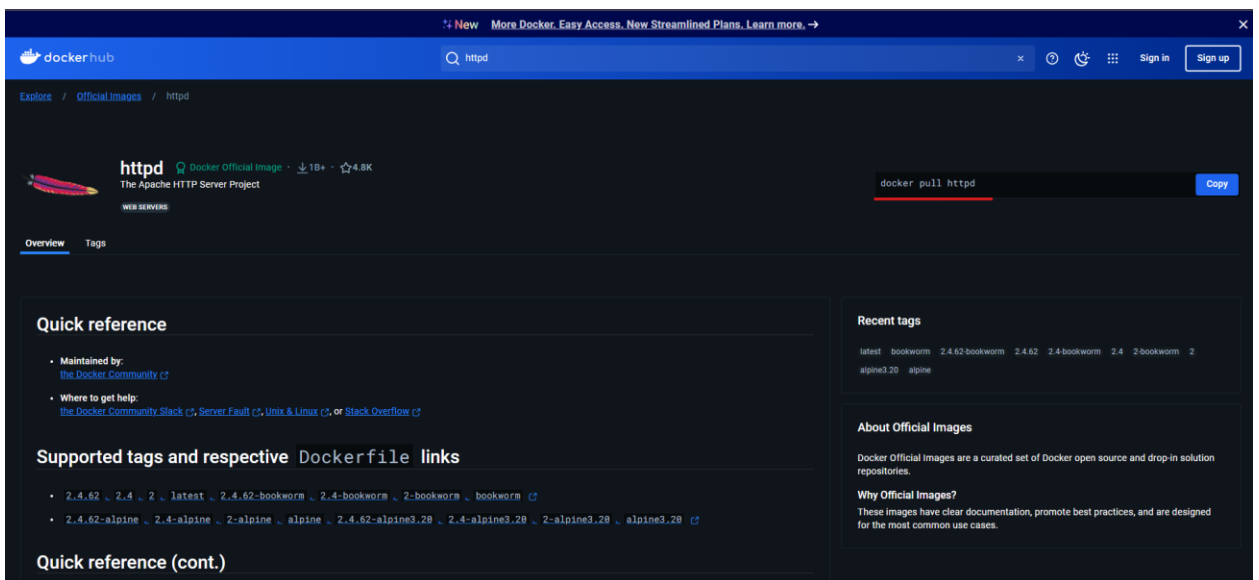 New More Docker. Easy Access. New Streamlined Plans. Learn more. →
dockerhub
httpd
Sign in
Sign up
Explore / Official Images / httpd
httpd Docker Official Image · 1B+ · 4.8K
The Apache HTTP Server Project
WEB SERVERS
docker pull httpd
Copy
Overview
Tags
Quick reference
• Maintained by:
the Docker Community
• Where to get help:
the Docker Community Slack, Server Fault, Unix & Linux, or Stack Overflow
Supported tags and respective Dockerfile links
• 2.4.62, 2.4, 2, latest, 2.4.62-bookworm, 2.4-bookworm, 2-bookworm, bookworm
• 2.4.62-alpine, 2.4-alpine, 2-alpine, alpine, 2.4.62-alpine3.20, 2.4-alpine3.20, 2-alpine3.20, alpine3.20
Quick reference (cont.)
Recent tags
latest bookworm 2.4.62-bookworm 2.4.62 2.4-bookworm 2.4 2-bookworm 2
alpine3.20 alpine
About Official Images
Docker Official Images are a curated set of Docker open source and drop-in solution
repositories.
Why Official Images?
These images have clear documentation, promote best practices, and are designed
for the most common use cases.